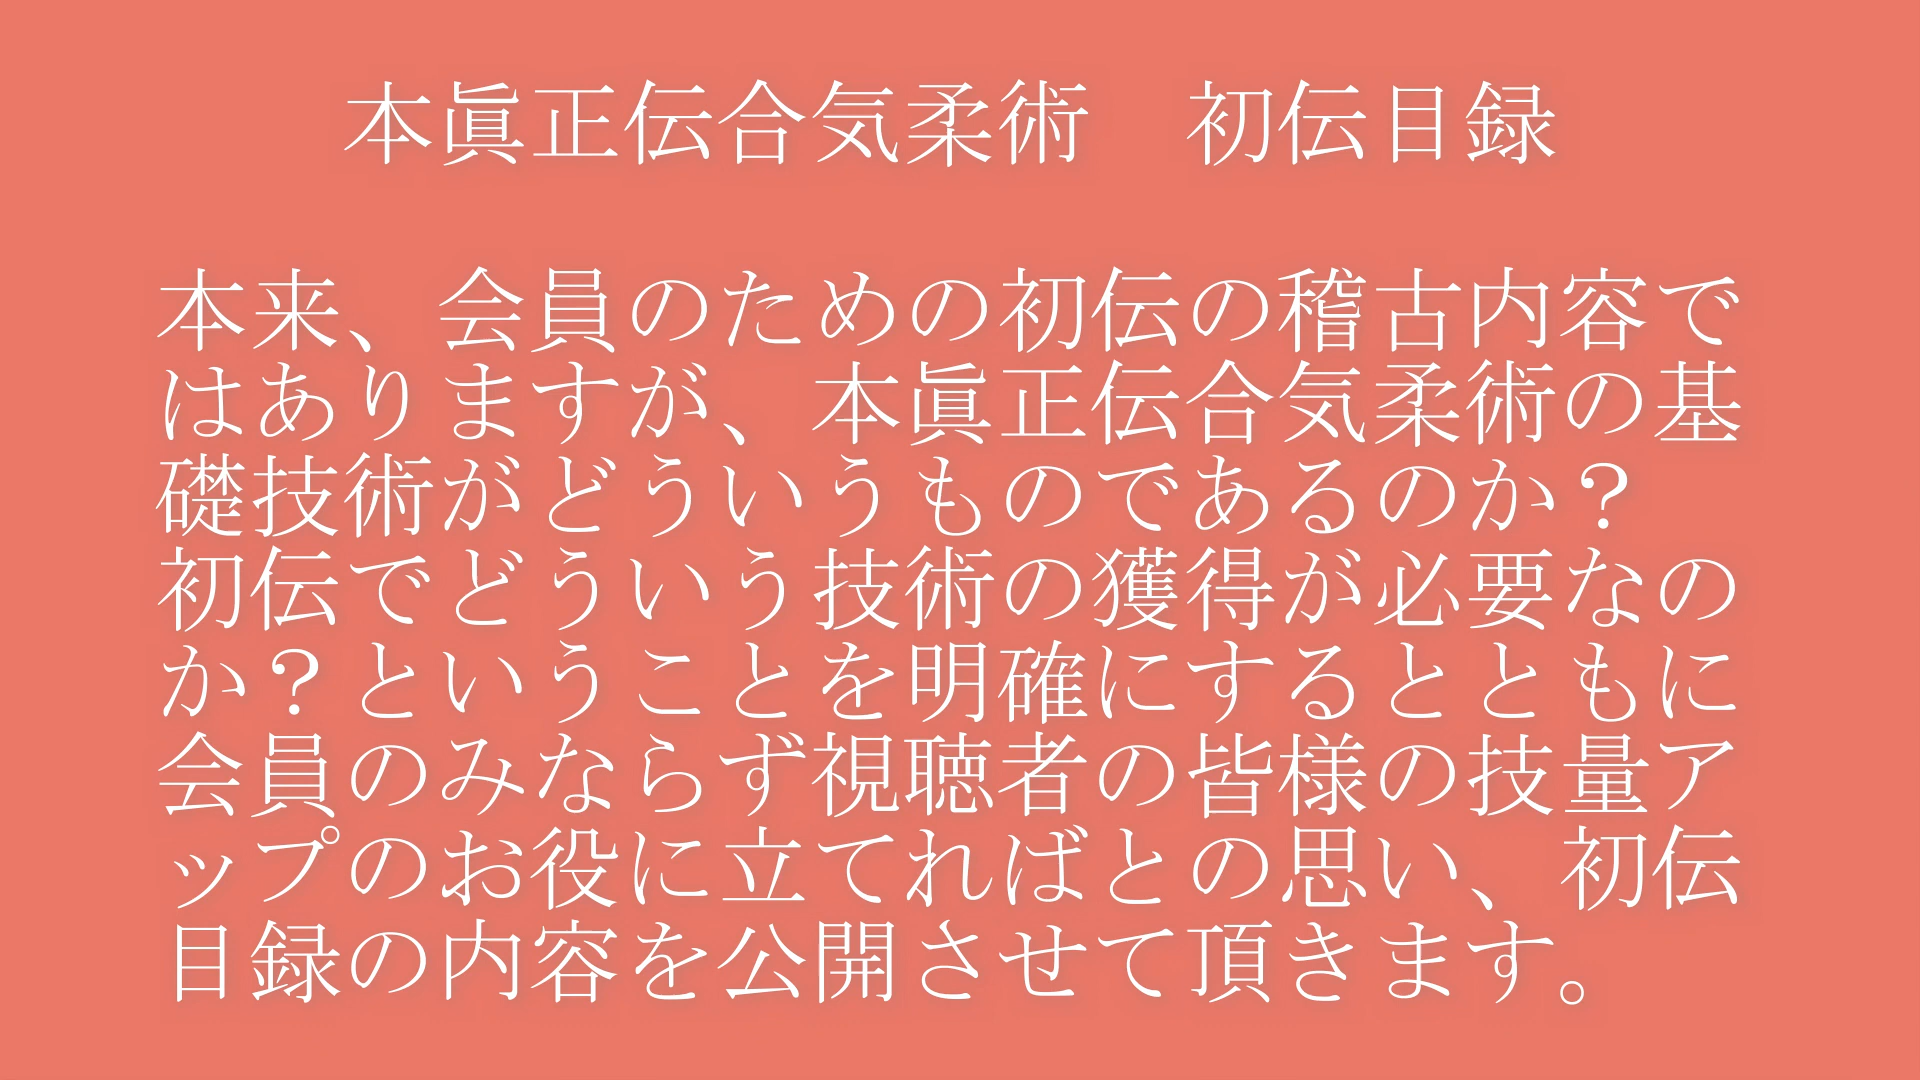 本眞正伝合気柔術　初伝目録
本来、会員のための初伝の稽古内容で
はありますが、本眞正伝合気柔術の基
礎技術がどういうものであるのか？
初伝でどういう技術の獲得が必要なの
か？ということを明確にするとともに
会員のみならず視聴者の皆様の技量ア
ップのお役に立てればとの思い、初伝
目録の内容を公開させて頂きます。